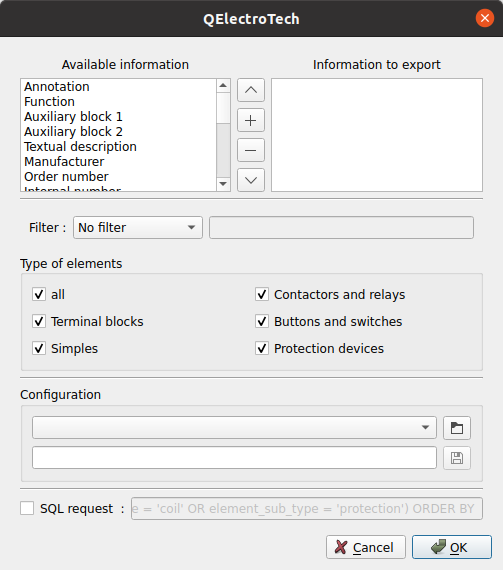 QElectroTech
Available information
Information to export
Annotation
Function
Auxiliary block 1
Auxiliary block 2
Textual description
Manufacturer
Order number
Internal number
Filter :
No filter
Type of elements
all
Contactors and relays
Terminal blocks
Buttons and switches
Simples
Protection devices
Configuration
SQL request :
e = 'coil' OR element_sub_type = 'protection') ORDER BY
Cancel
OK